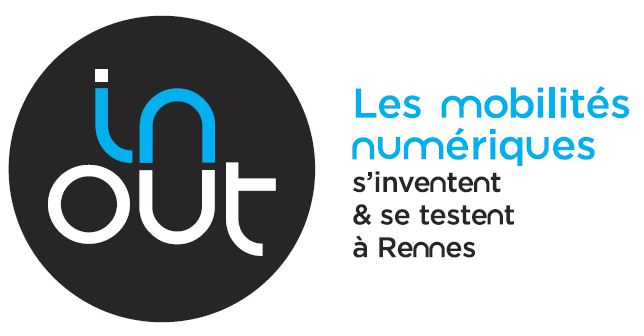 in
out
Les mobilités
numériques
s'inventent
& se testent
à Rennes